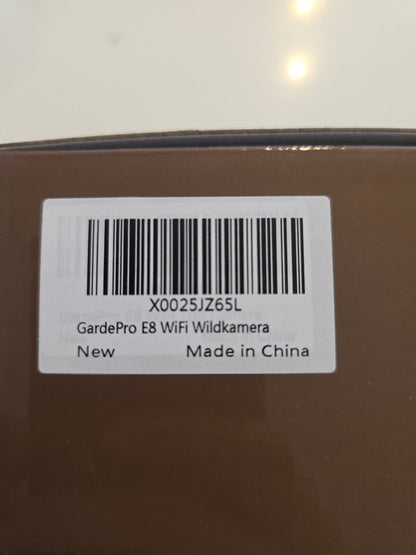 X0025JZ65L
GardePro E8 WiFi Wildkamera
New Made in China